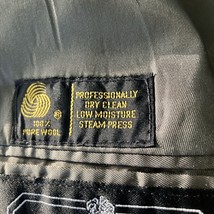 ®
100%
PURE WOOL
PROFESSIONALLY
DRY CLEAN
LOW MOISTURE
STEAM PRESS